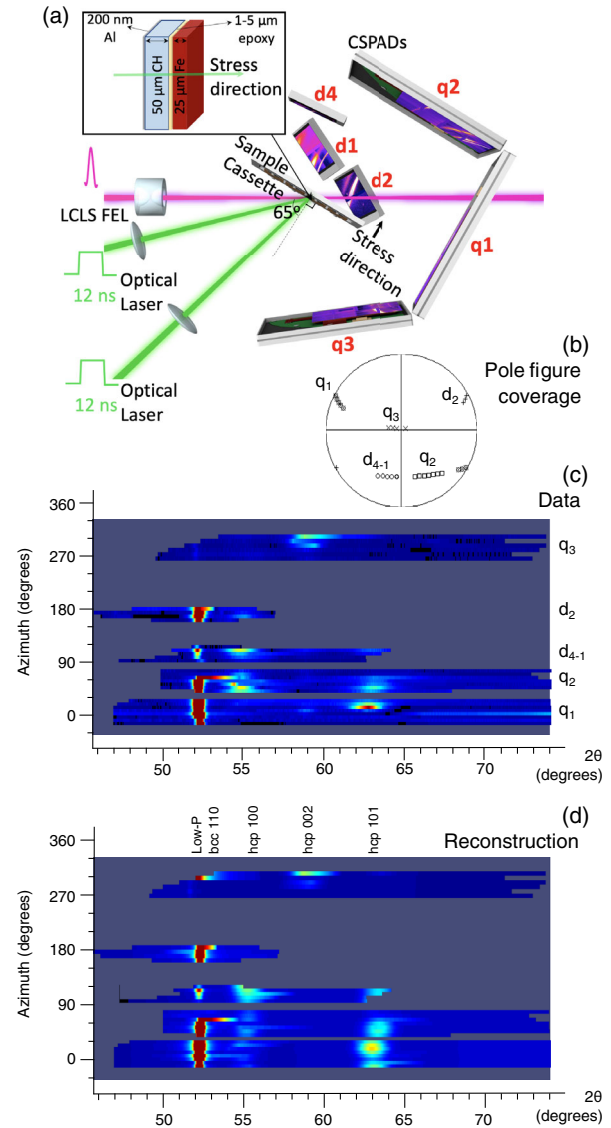 (a)
200 nm
Al
1-5 µm
epoxy
50 µm CH
25 µm Fe
Stress
direction
CSPADs
q2
d4
d1
d2
Sample
Cassette
65º
LCLS FEL
q1
Stress
direction
12 ns
Optical
Laser
q3
12 ns
Optical
Laser
(b)
Pole figure
coverage
q1
d2
q3
d4-1
q2
(c)
Data
360
270
180
90
0
Azimuth (degrees)
q3
d2
d4-1
q2
q1
50 55 60 65 70
2θ
(degrees)
(d)
Low-P
bcc 110
hcp 100
hcp 002
hcp 101
Reconstruction
360
270
180
90
0
Azimuth (degrees)
50 55 60 65 70
2θ
(degrees)